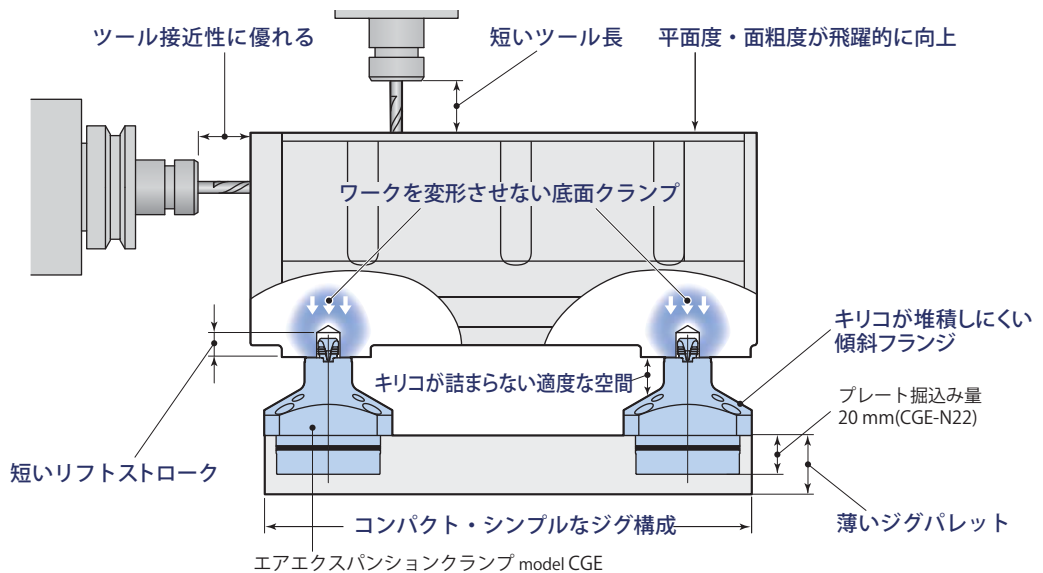 ツール接近性に優れる
短いツール長
平面度・面粗度が飛躍的に向上
ワークを変形させない底面クランプ
キリコが堆積しにくい
傾斜フランジ
キリコが詰まらない適度な空間
プレート掘込み量
20 mm(CGE-N22)
短いリフトストローク
コンパクト・シンプルなジグ構成
薄いジグパレット
エアエクスパンションクランプ model CGE